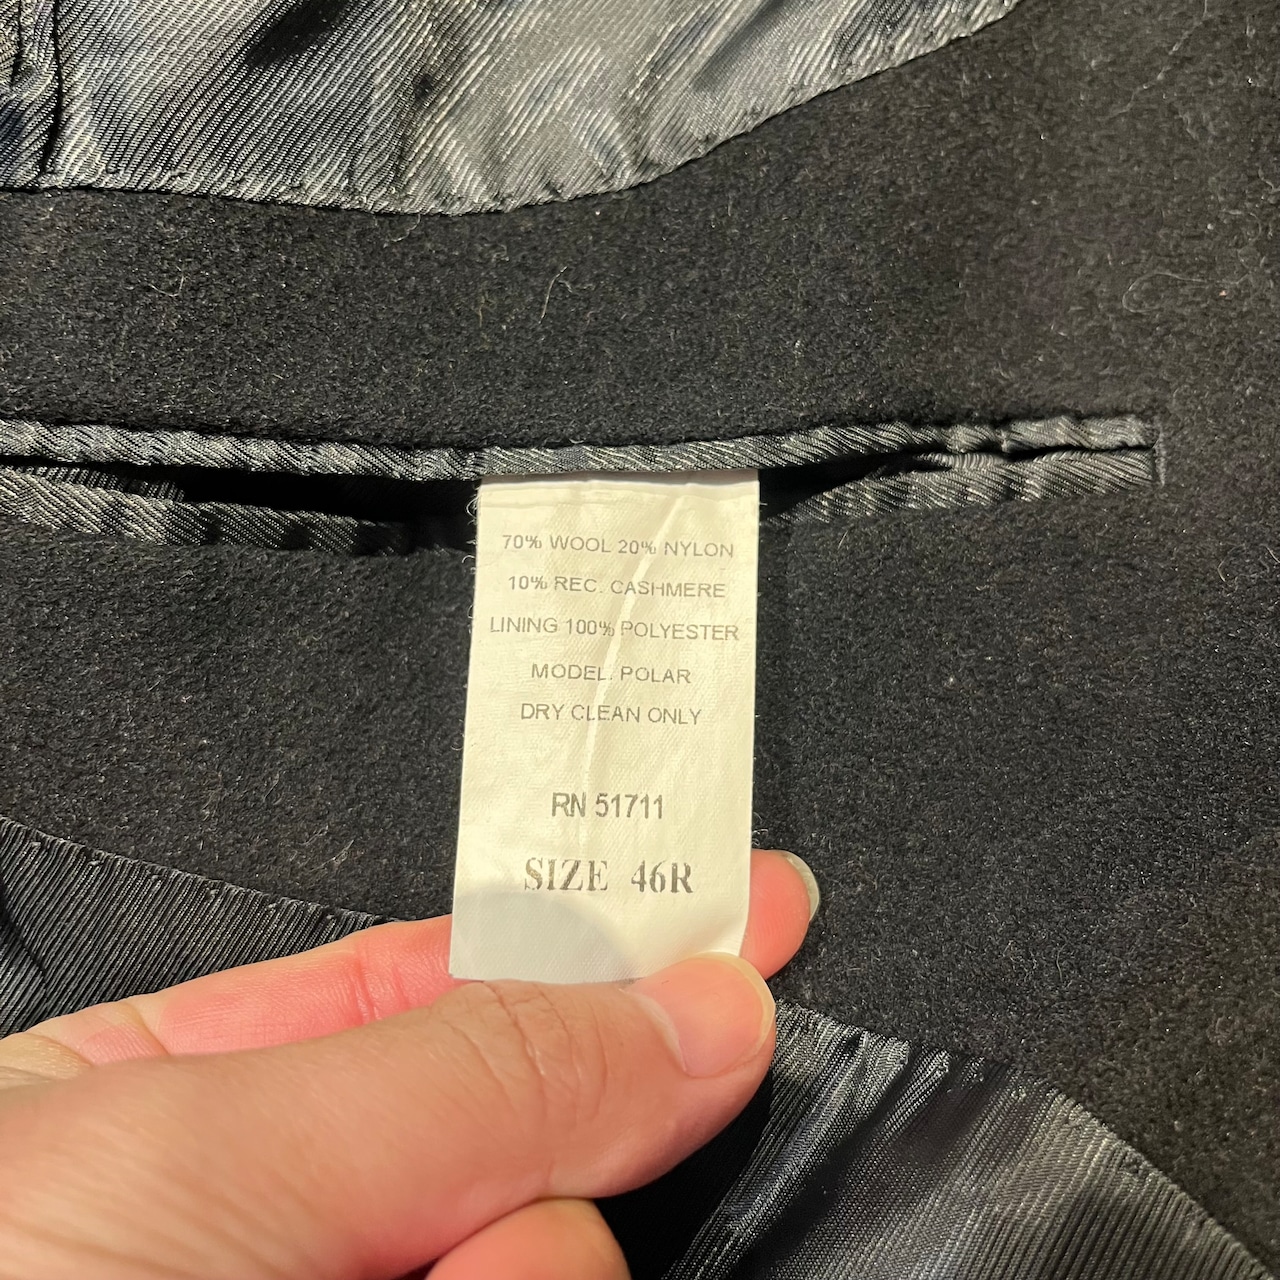 70% WOOL 20% NYLON
10% REC. CASHMERE
LINING 100% POLYESTER
MODEL: POLAR
DRY CLEAN ONLY
RN 51711
SIZE 46R